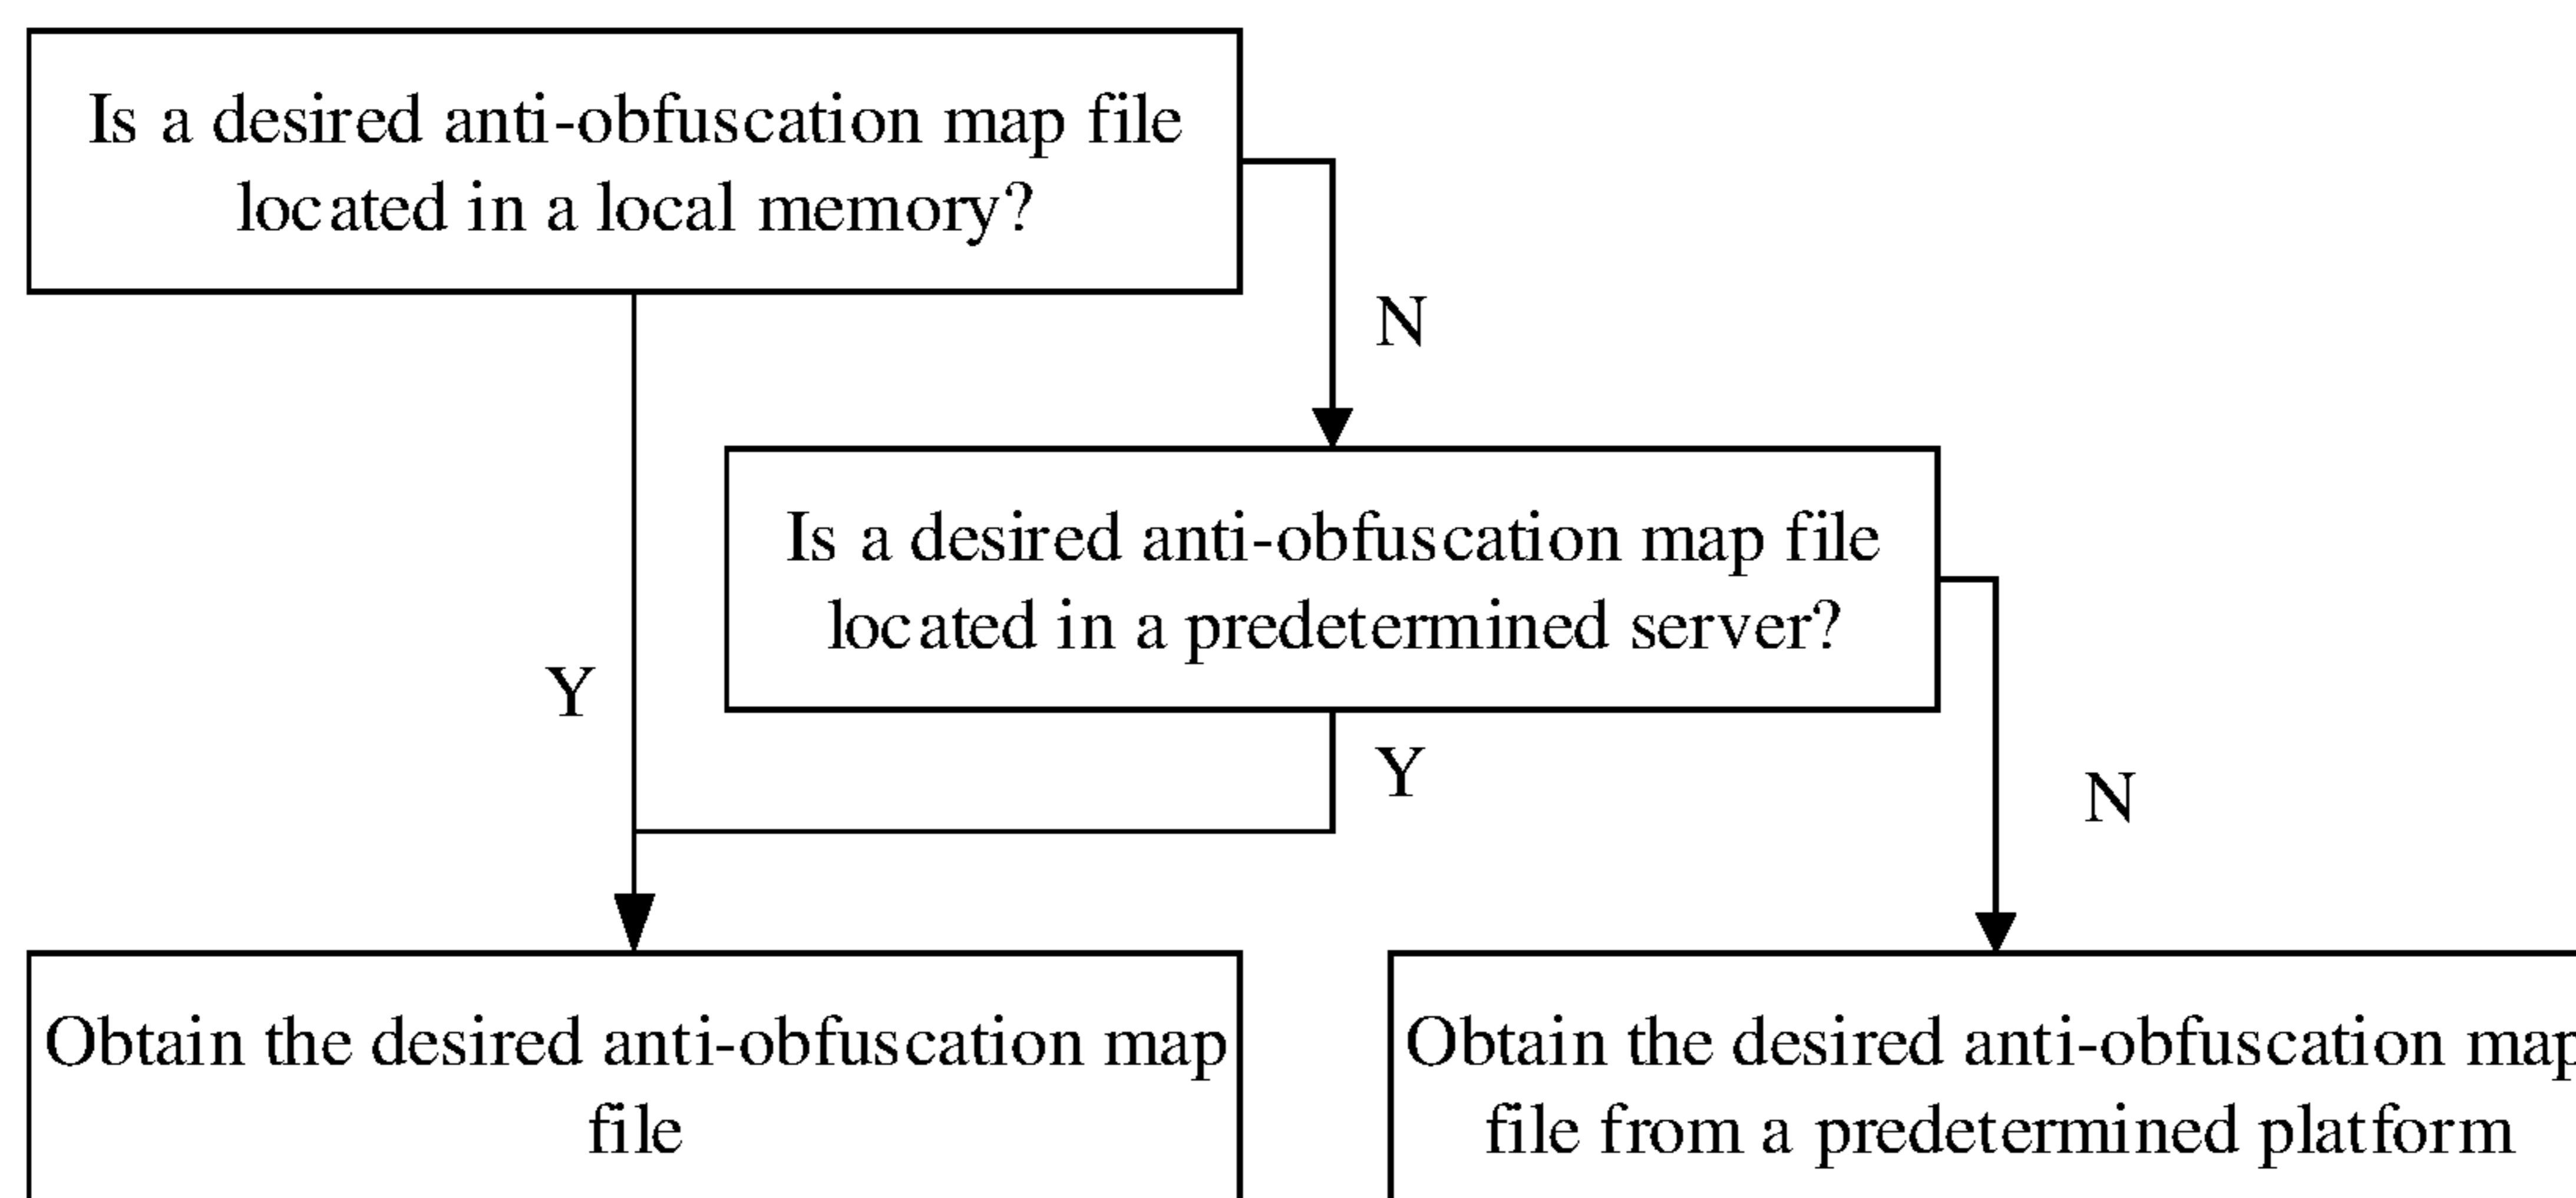 Is a desired anti-obfuscation map file
located in a local memory?
N
Is a desired anti-obfuscation map file
located in a predetermined server?
Y
Y
N
Obtain the desired anti-obfuscation map
file
Obtain the desired anti-obfuscation map
file from a predetermined platform